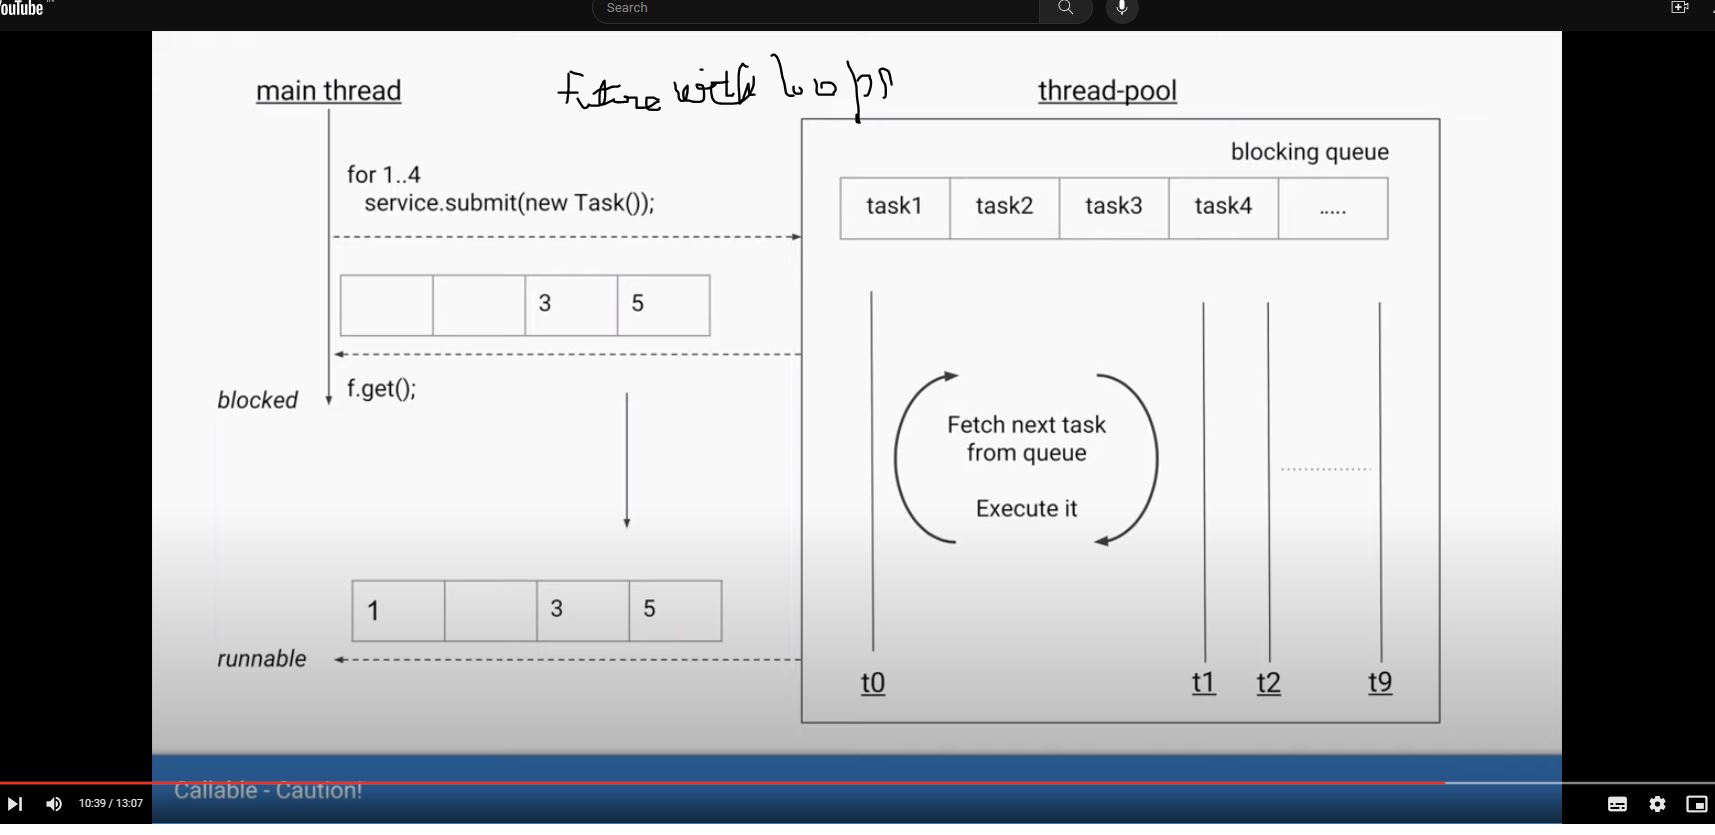 YouTube
Search
main thread
future with loops
thread-pool
for 1..4
service.submit(new Task());
blocking queue
task1 task2 task3 task4 .....
3 5
blocked
f.get();
Fetch next task
from queue
Execute it
1 3 5
runnable
t0 t1 t2 t9
Callable - Caution!
10:39 / 13:07